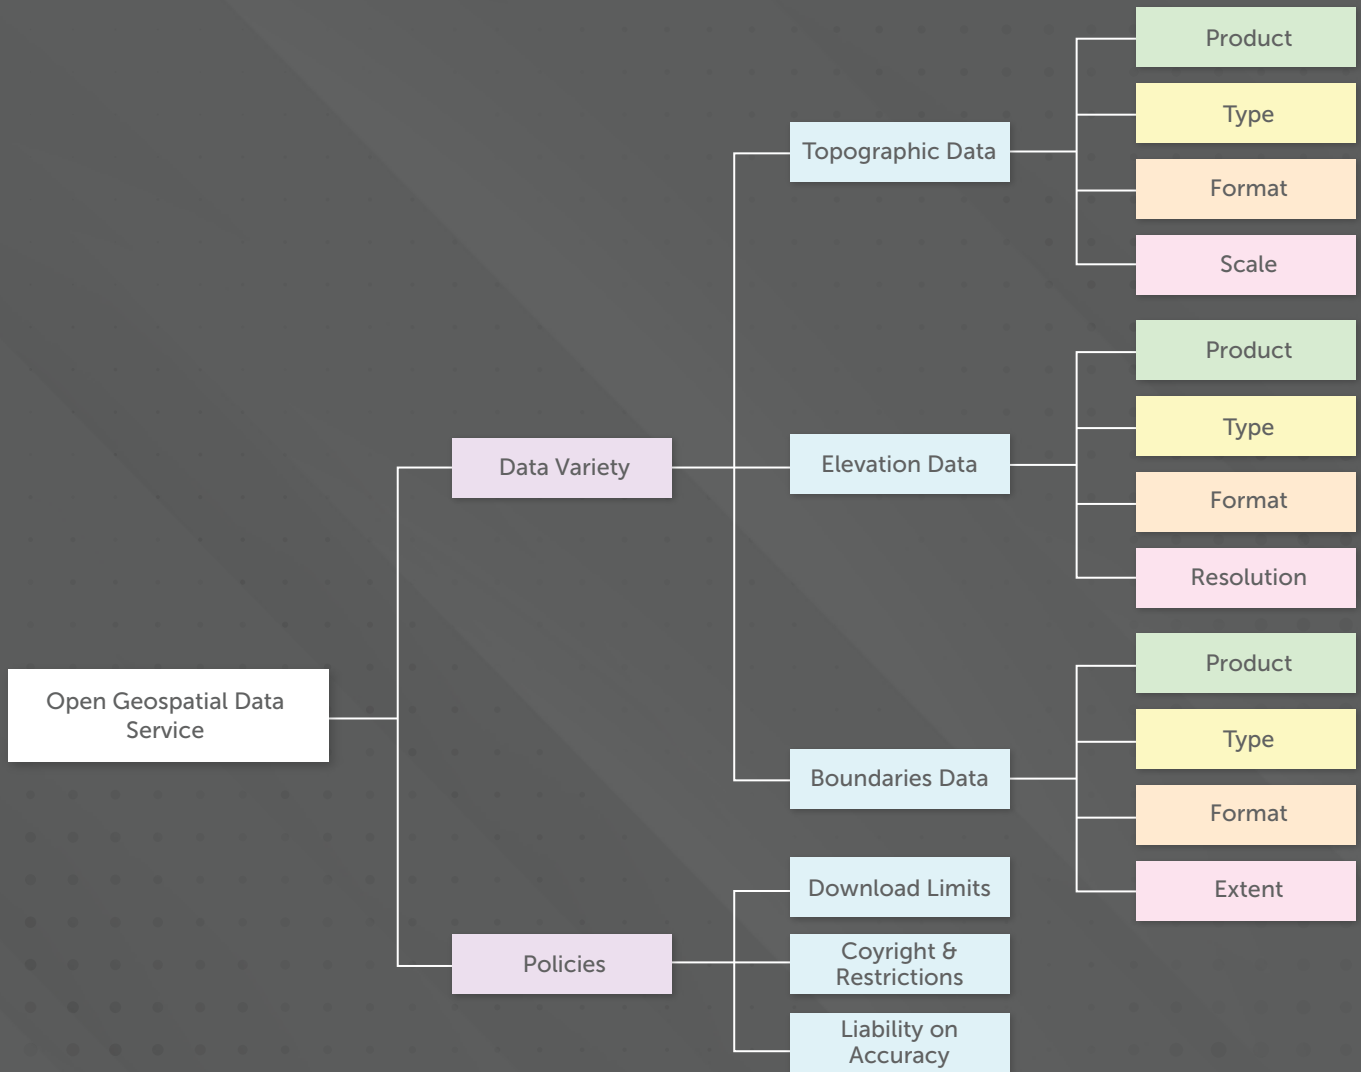 Open Geospatial Data
Service
Data Variety
Policies
Topographic Data
Elevation Data
Boundaries Data
Download Limits
Coyright &
Restrictions
Liability on
Accuracy
Product
Type
Format
Scale
Product
Type
Format
Resolution
Product
Type
Format
Extent